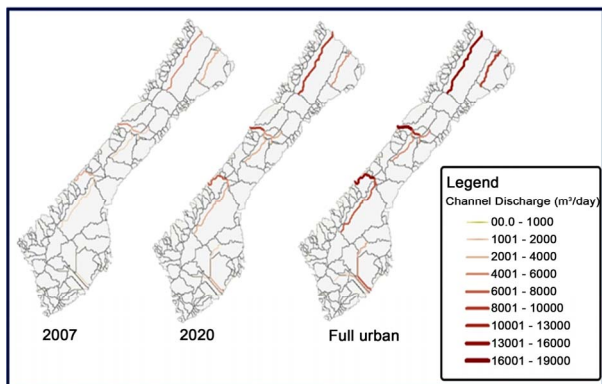 2007
2020
Full urban
Legend
Channel Discharge (m³/day)
00.0 - 1000
1001 - 2000
2001 - 4000
4001 - 6000
6001 - 8000
8001 - 10000
10001 - 13000
13001 - 16000
16001 - 19000